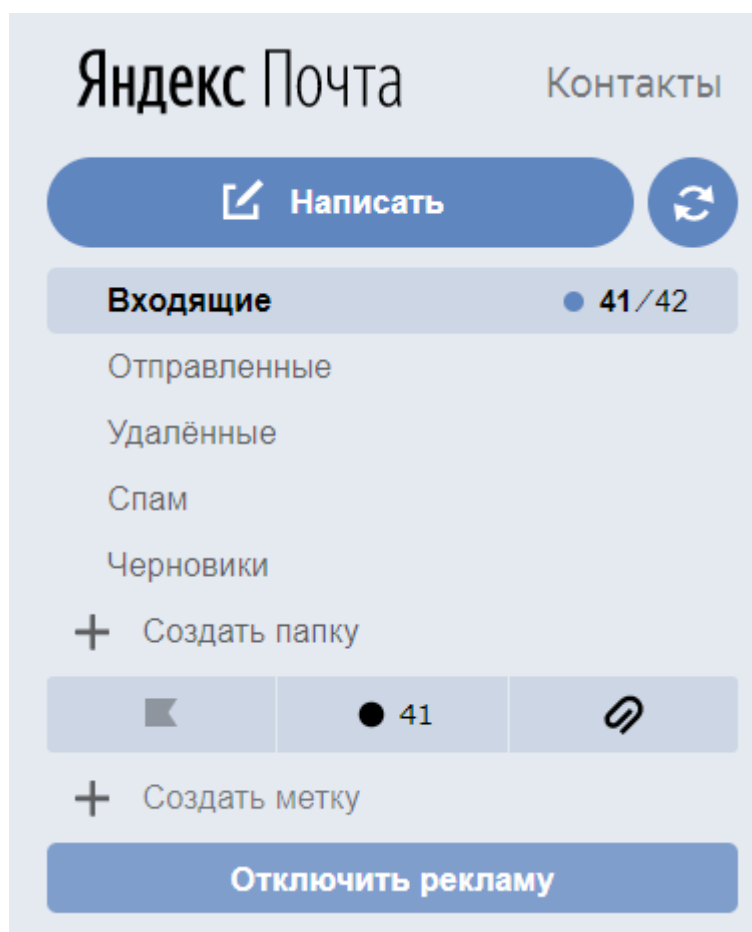 Яндекс Почта Контакты
Написать
Входящие 41/42
Отправленные
Удалённые
Спам
Черновики
Создать папку
41
Создать метку
Отключить рекламу